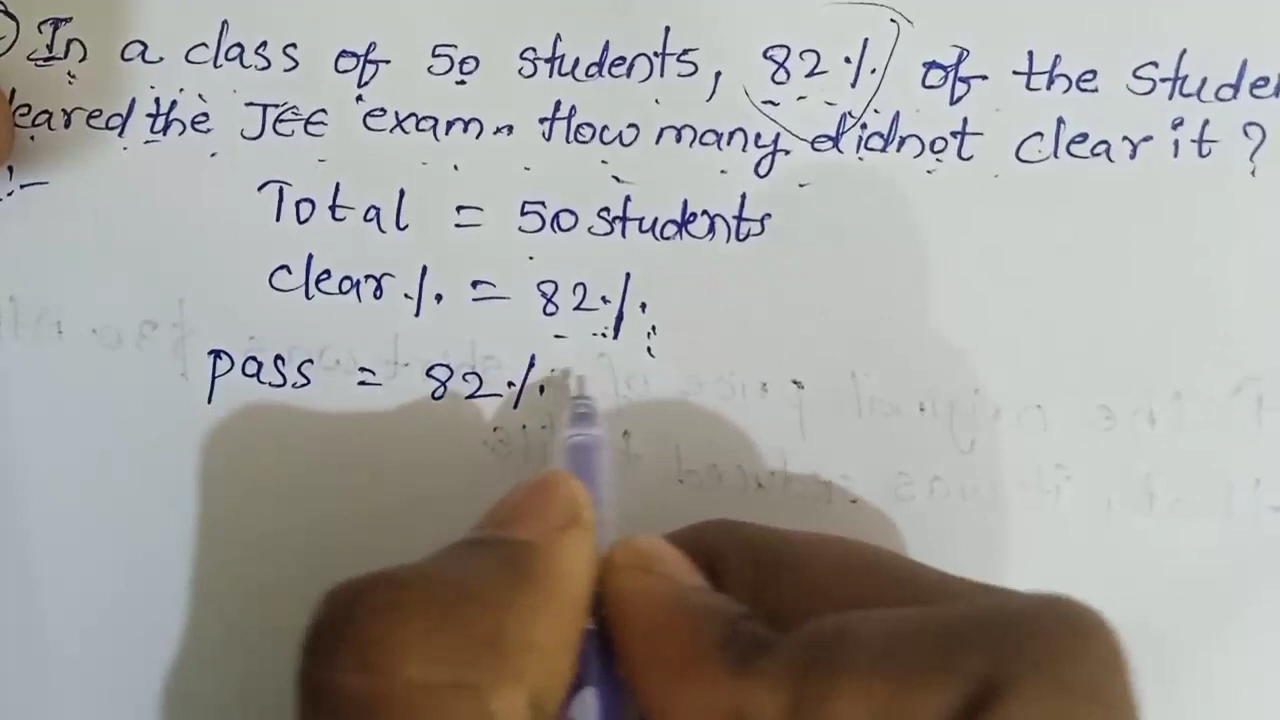 In a class of 50 students, 82% of the Studen
eared the JEE exam. How many didnot clear it?
:-
Total = 50 students
clear% = 82%
pass = 82%